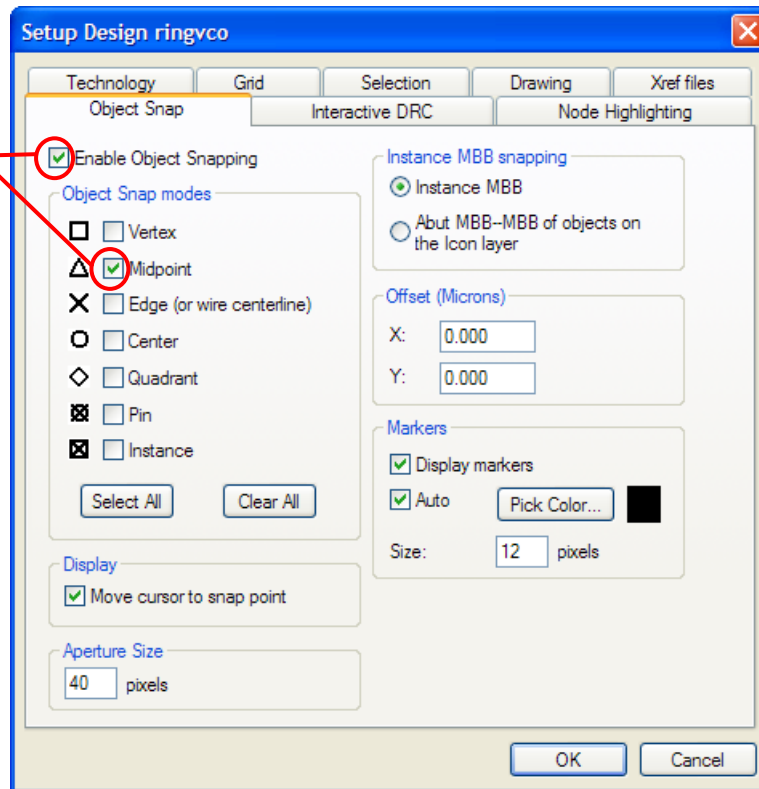 Setup Design ringvco
Technology
Grid
Selection
Drawing
Xref files
Object Snap
Interactive DRC
Node Highlighting
Enable Object Snapping
Object Snap modes
Vertex
Midpoint
Edge (or wire centerline)
Center
Quadrant
Pin
Instance
Select All
Clear All
Display
Move cursor to snap point
Aperture Size
40 pixels
Instance MBB snapping
Instance MBB
Abut MBB--MBB of objects on
the Icon layer
Offset (Microns)
X: 0.000
Y: 0.000
Markers
Display markers
Auto
Pick Color...
Size: 12 pixels
OK
Cancel